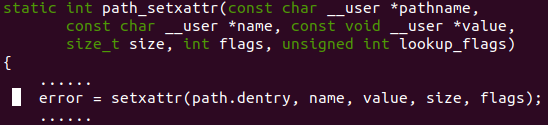 static int path_setxattr(const char __user *pathname,
const char __user *name, const void __user *value,
size_t size, int flags, unsigned int lookup_flags)
{
......
error = setxattr(path.dentry, name, value, size, flags);
......